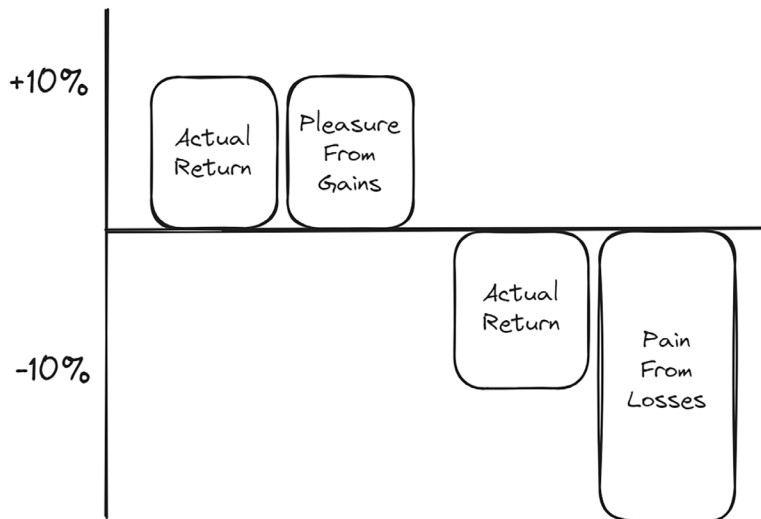 +10%
Actual
Return
Pleasure
From
Gains
Actual
Return
-10%
Pain
From
Losses